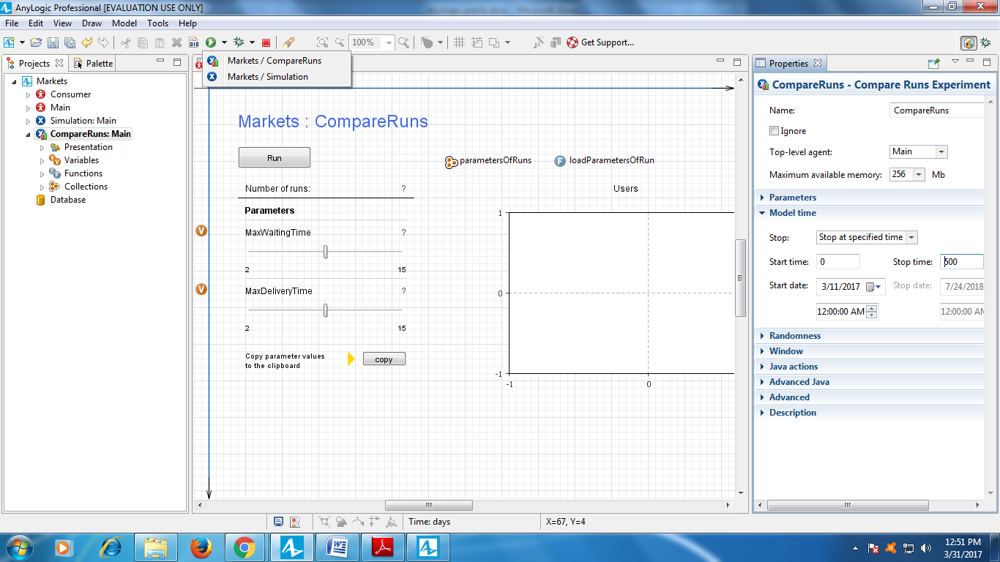 AnyLogic Professional [EVALUATION USE ONLY]
File Edit View Draw Model Tools Help
100% Get Support...
Markets / CompareRuns
Markets / Simulation
Projects Palette
Markets
Consumer
Main
Simulation: Main
CompareRuns: Main
Presentation
Variables
Functions
Collections
Database
Markets : CompareRuns
Run
parametersOfRuns
F loadParametersOfRun
Number of runs: ?
Users
Parameters
V MaxWaitingTime ?
2 15
V MaxDeliveryTime ?
2 15
Copy parameter values
to the clipboard
copy
1
0
-1
-1 0
Properties
CompareRuns - Compare Runs Experiment
Name: CompareRuns
Ignore
Top-level agent: Main
Maximum available memory: 256 Mb
Parameters
Model time
Stop: Stop at specified time
Start time: 0 Stop time: 500
Start date: 3/11/2017 Stop date: 7/24/2018
12:00:00 AM 12:00:00 AM
Randomness
Window
Java actions
Advanced Java
Advanced
Description
Time: days X=67, Y=4
12:51 PM
3/31/2017